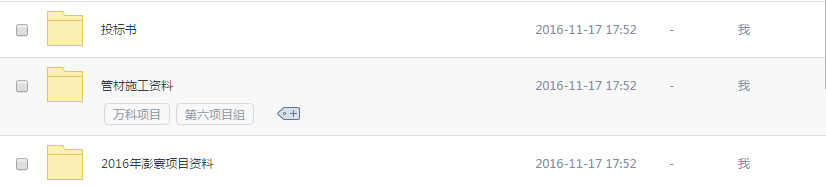 投标书 2016-11-17 17:52 - 我
管材施工资料 2016-11-17 17:52 - 我
万科项目 第六项目组
2016年澎寰项目资料 2016-11-17 17:52 - 我